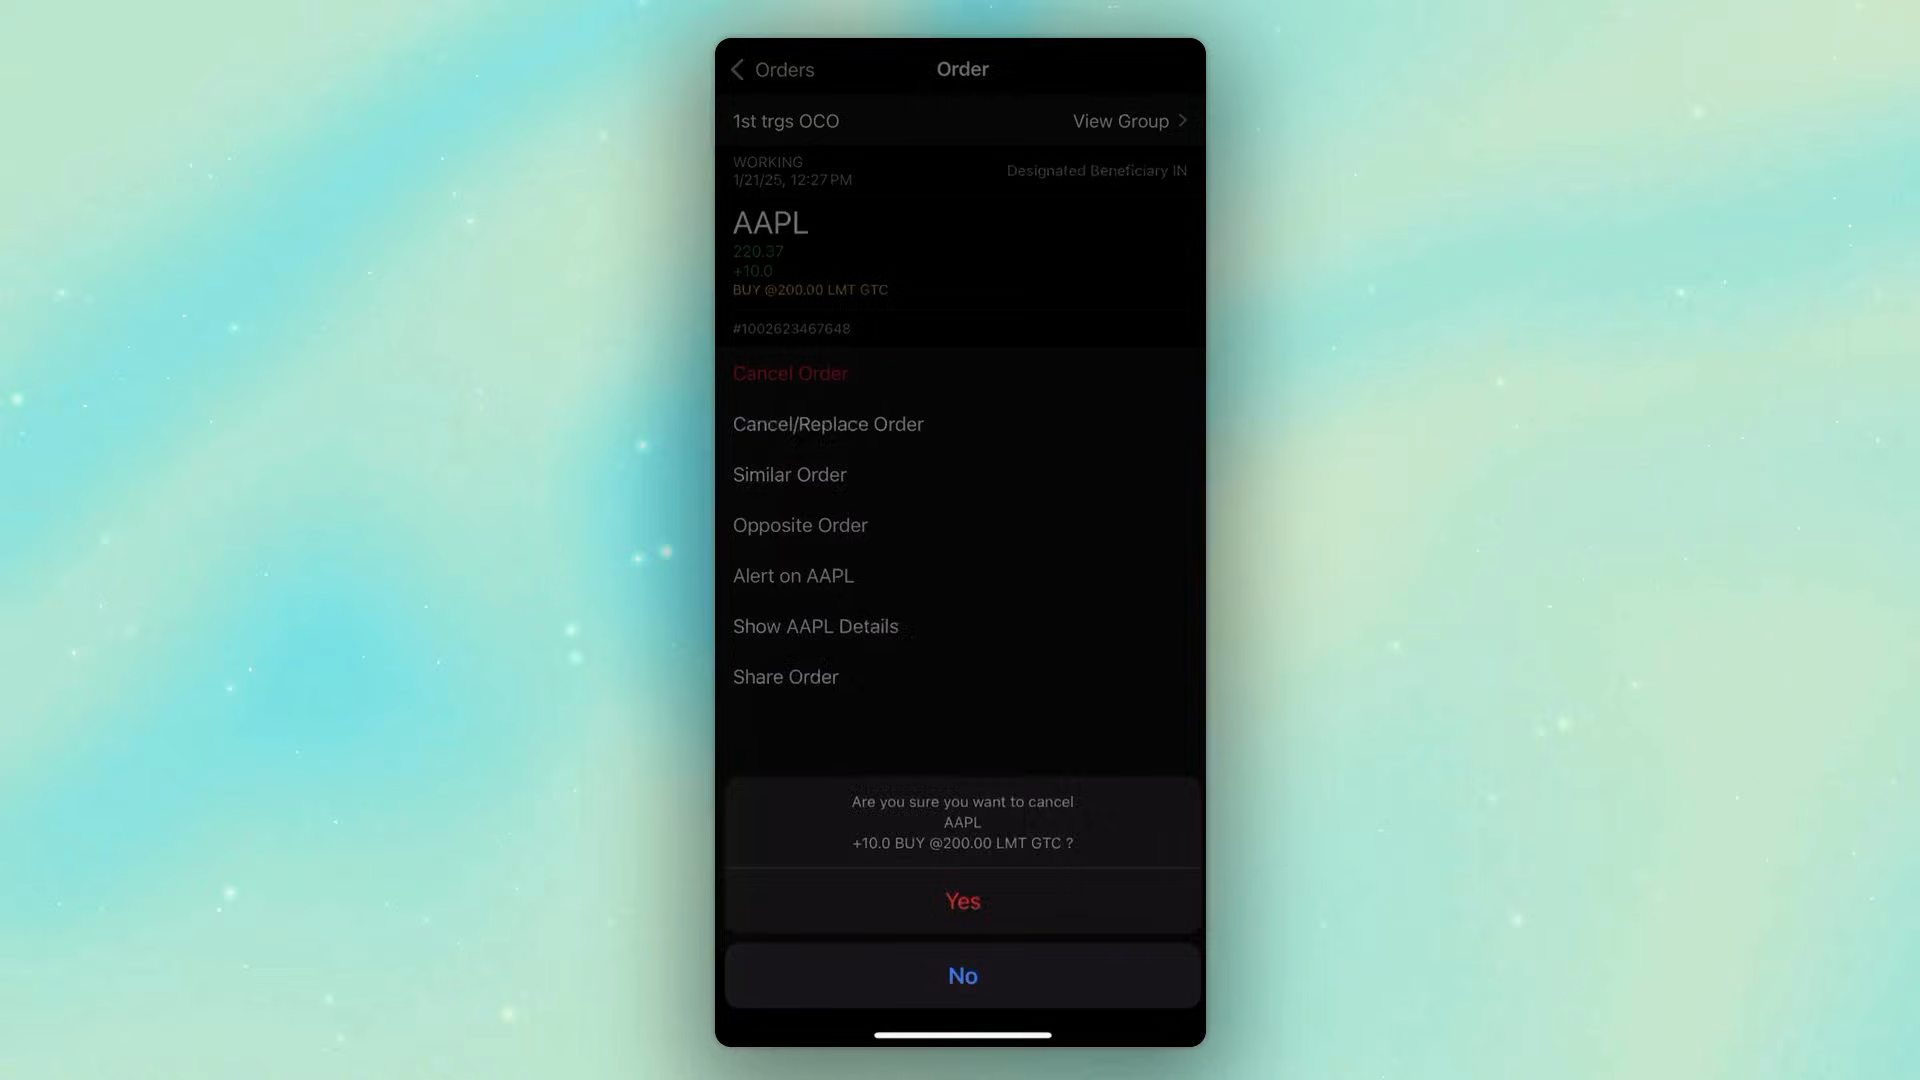 Orders
Order
1st trgs OCO
View Group
WORKING
1/21/25, 12:27 PM
Designated Beneficiary IN
AAPL
220.37
+10.0
BUY @200.00 LMT GTC
#1002623467648
Cancel Order
Cancel/Replace Order
Similar Order
Opposite Order
Alert on AAPL
Show AAPL Details
Share Order
Are you sure you want to cancel
AAPL
+10.0 BUY @200.00 LMT GTC ?
Yes
No